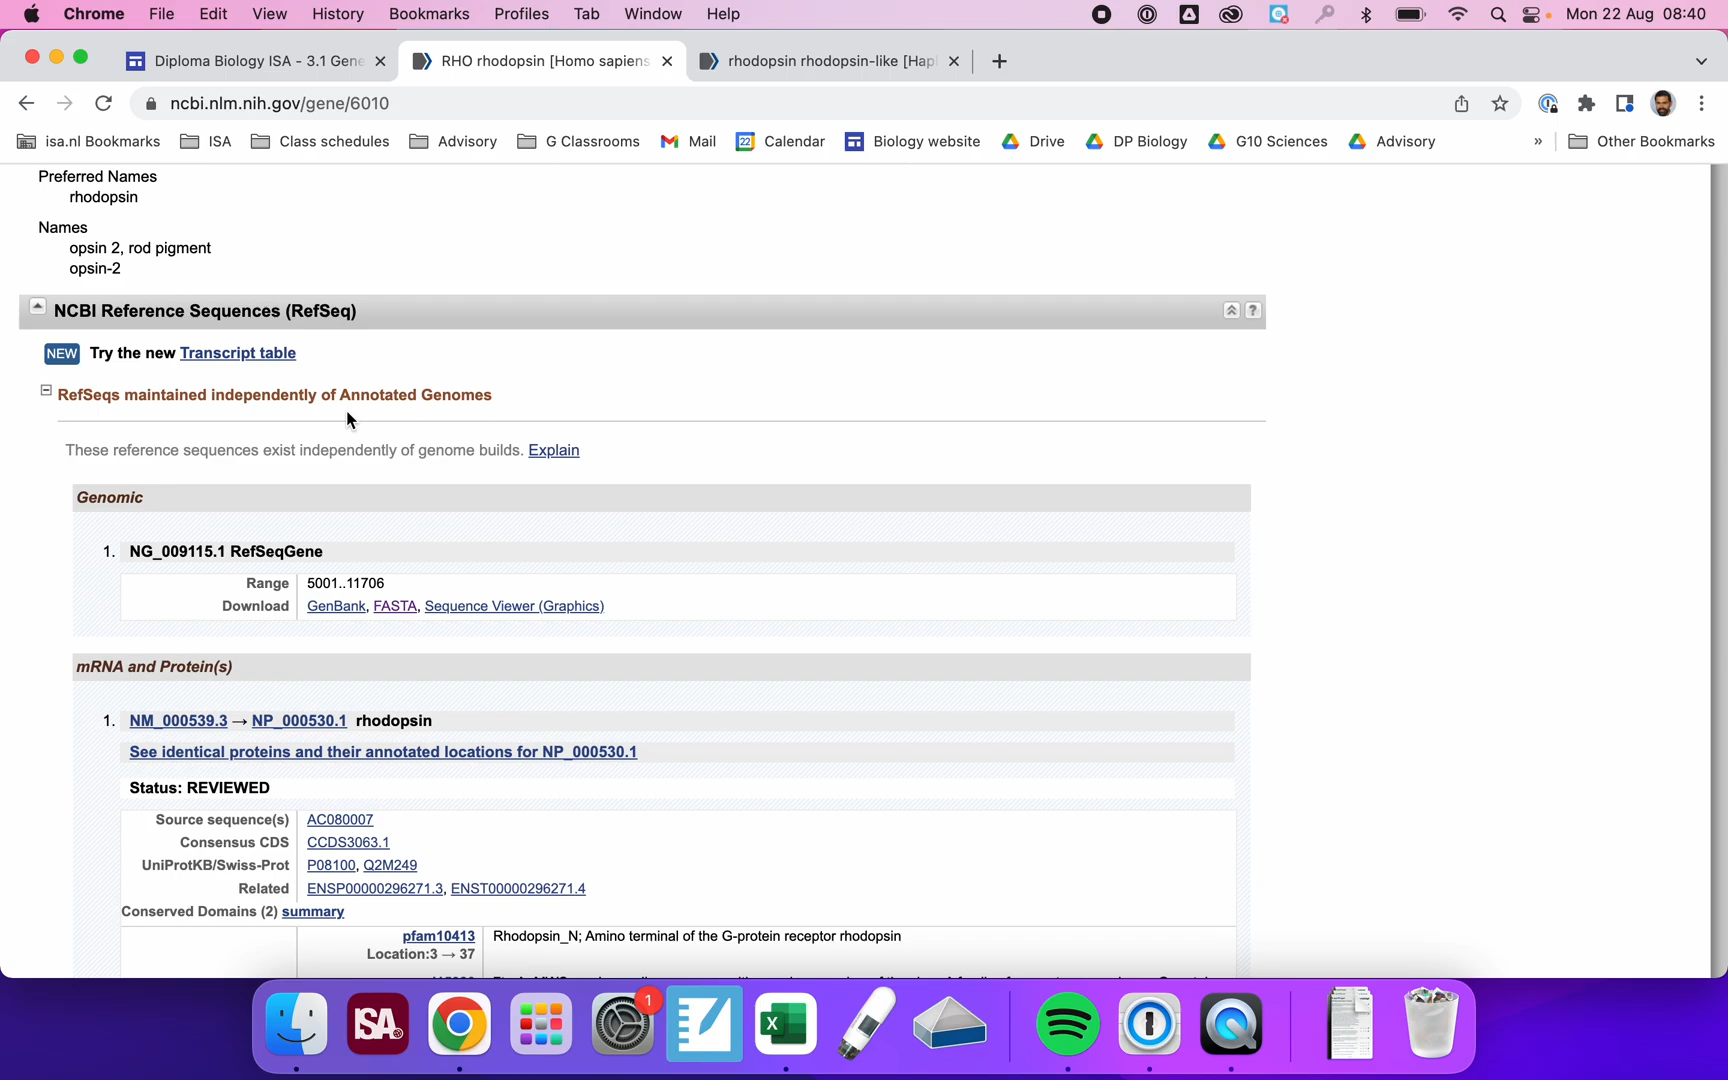 Chrome File Edit View History Bookmarks Profiles Tab Window Help Mon 22 Aug 08:40
Diploma Biology ISA - 3.1 Gene RHO rhodopsin [Homo sapiens rhodopsin rhodopsin-like [Hap
ncbi.nlm.nih.gov/gene/6010
isa.nl Bookmarks ISA Class schedules Advisory G Classrooms Mail 22 Calendar Biology website Drive DP Biology G10 Sciences Advisory » Other Bookmarks
Preferred Names
rhodopsin
Names
opsin 2, rod pigment
opsin-2
NCBI Reference Sequences (RefSeq) ?
NEW Try the new Transcript table
RefSeqs maintained independently of Annotated Genomes
These reference sequences exist independently of genome builds. Explain
Genomic
1. NG_009115.1 RefSeqGene
Range 5001..11706
Download GenBank, FASTA, Sequence Viewer (Graphics)
mRNA and Protein(s)
1. NM_000539.3 → NP_000530.1 rhodopsin
See identical proteins and their annotated locations for NP_000530.1
Status: REVIEWED
Source sequence(s) AC080007
Consensus CDS CCDS3063.1
UniProtKB/Swiss-Prot P08100, Q2M249
Related ENSP00000296271.3, ENST00000296271.4
Conserved Domains (2) summary
pfam10413 Rhodopsin_N; Amino terminal of the G-protein receptor rhodopsin
Location:3 → 37
ISA 1 X